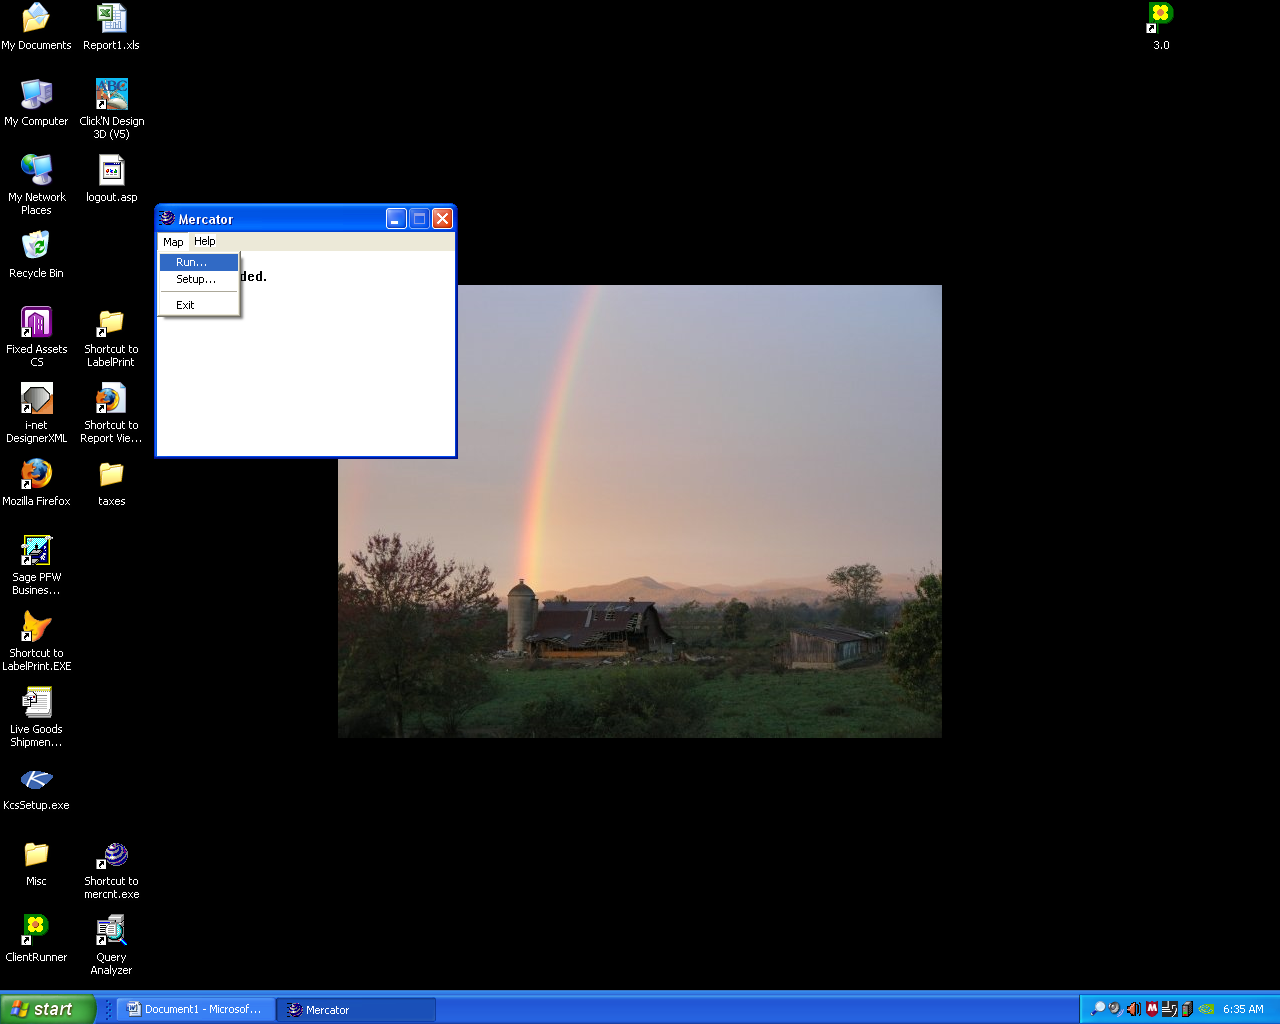 My Documents
Report1.xls
3.0
My Computer
Click'N Design
3D (V5)
My Network
Places
logout.asp
Mercator
Map Help
Run...
Setup...
Exit
ded.
Recycle Bin
Fixed Assets
CS
Shortcut to
LabelPrint
i-net
DesignerXML
Shortcut to
Report Vie...
Mozilla Firefox
taxes
Sage PFW
Busines...
Shortcut to
LabelPrint.EXE
Live Goods
Shipmen...
KcsSetup.exe
Misc
Shortcut to
mercnt.exe
ClientRunner
Query
Analyzer
start
Document1 - Microsof...
Mercator
6:35 AM